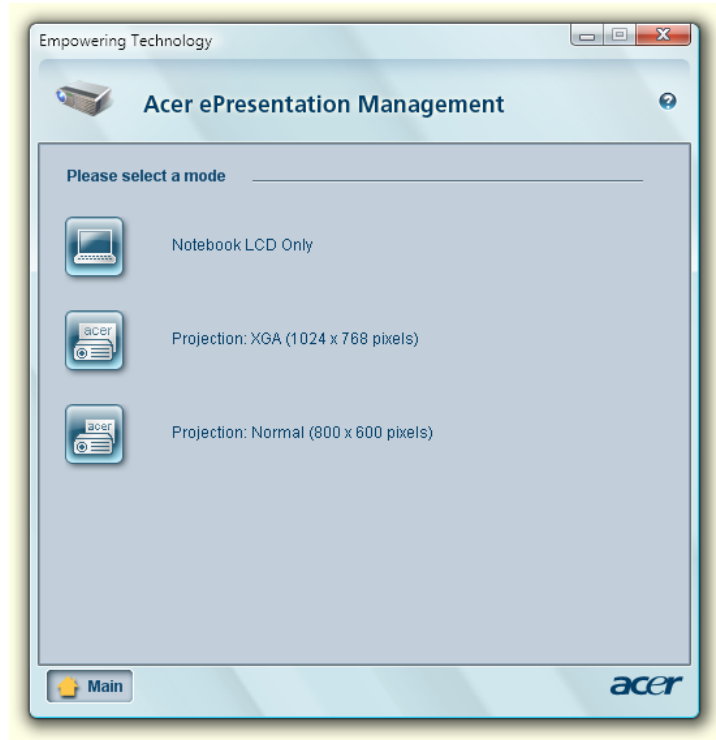 Empowering Technology
Acer ePresentation Management
Please select a mode
Notebook LCD Only
acer
Projection: XGA (1024 x 768 pixels)
acer
Projection: Normal (800 x 600 pixels)
Main
acer